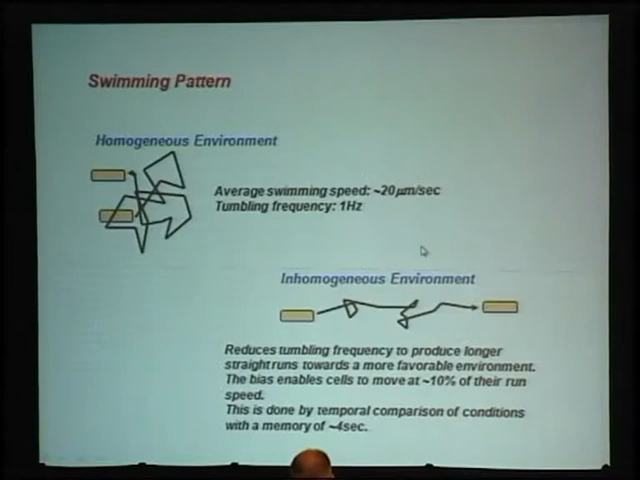 Swimming Pattern
Homogeneous Environment
Average swimming speed: ~20 µm/sec
Tumbling frequency: 1Hz
Inhomogeneous Environment
Reduces tumbling frequency to produce longer
straight runs towards a more favorable environment.
The bias enables cells to move at ~10% of their run
speed.
This is done by temporal comparison of conditions
with a memory of ~4sec.